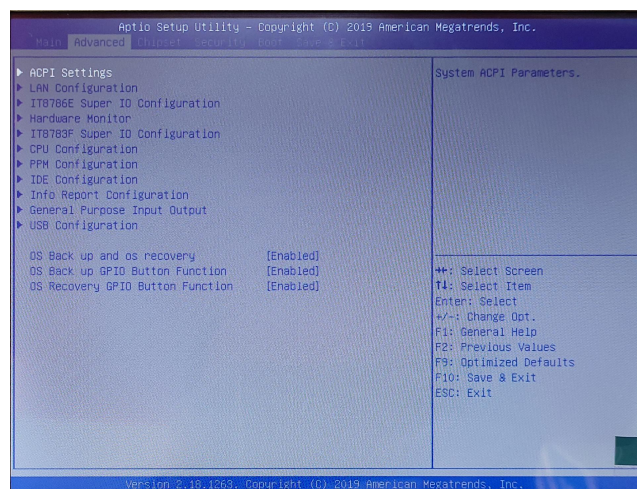 Aptio Setup Utility – Copyright (C) 2019 American Megatrends, Inc.
Main Advanced Chipset Security Boot Save & Exit
ACPI Settings
LAN Configuration
IT8786E Super IO Configuration
Hardware Monitor
IT8783F Super IO Configuration
CPU Configuration
PPM Configuration
IDE Configuration
Info Report Configuration
General Purpose Input Output
USB Configuration
OS Back up and os recovery [Enabled]
OS Back up GPIO Button Function [Enabled]
OS Recovery GPIO Button Function [Enabled]
System ACPI Parameters.
→←: Select Screen
↑↓: Select Item
Enter: Select
+/-: Change Opt.
F1: General Help
F2: Previous Values
F9: Optimized Defaults
F10: Save & Exit
ESC: Exit
Version 2.18.1263. Copyright (C) 2019 American Megatrends, Inc.